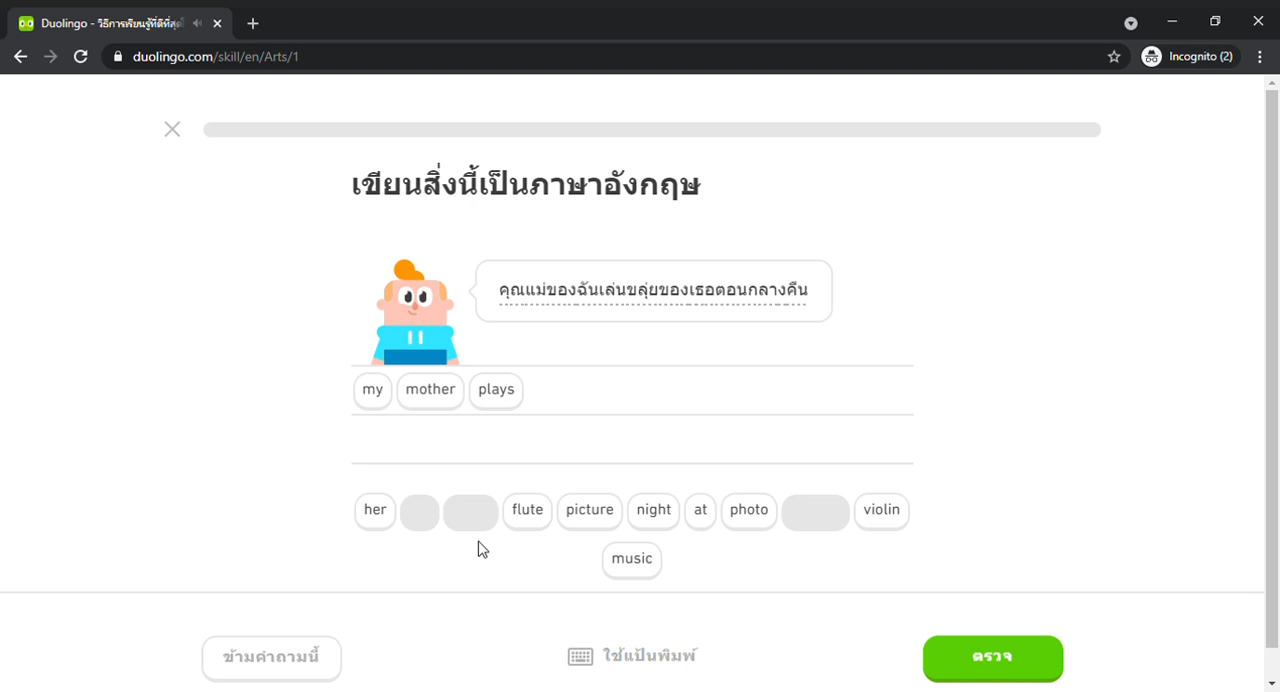 Duolingo - วิธีการเรียนรู้ที่ดีที่สุดใ
duolingo.com/skill/en/Arts/1
Incognito (2)
เขียนสิ่งนี้เป็นภาษาอังกฤษ
คุณแม่ของฉันเล่นขลุ่ยของเธอตอนกลางคืน
my mother plays
her flute picture night at photo violin
music
ข้ามคำถามนี้ ใช้แป้นพิมพ์ ตรวจ